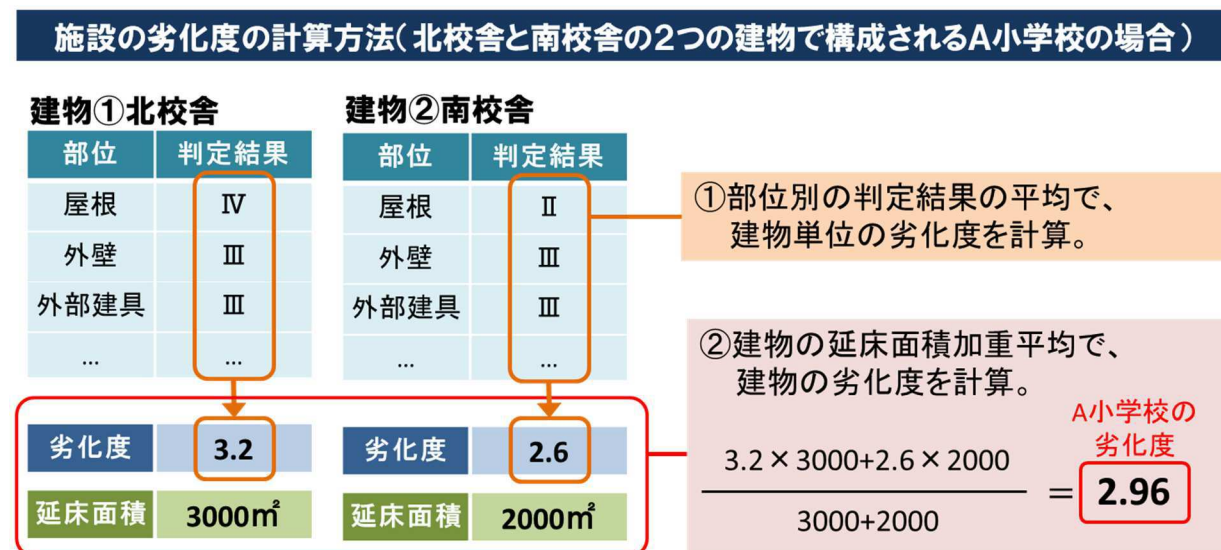 施設の劣化度の計算方法(北校舎と南校舎の2つの建物で構成されるA小学校の場合)
建物①北校舎
部位 判定結果
屋根 Ⅳ
外壁 Ⅲ
外部建具 Ⅲ
… …
劣化度 3.2
延床面積 3000㎡
建物②南校舎
部位 判定結果
屋根 Ⅱ
外壁 Ⅲ
外部建具 Ⅲ
… …
劣化度 2.6
延床面積 2000㎡
①部位別の判定結果の平均で、
建物単位の劣化度を計算。
②建物の延床面積加重平均で、
建物の劣化度を計算。
3.2×3000+2.6×2000
3000+2000
=
A小学校の
劣化度
2.96